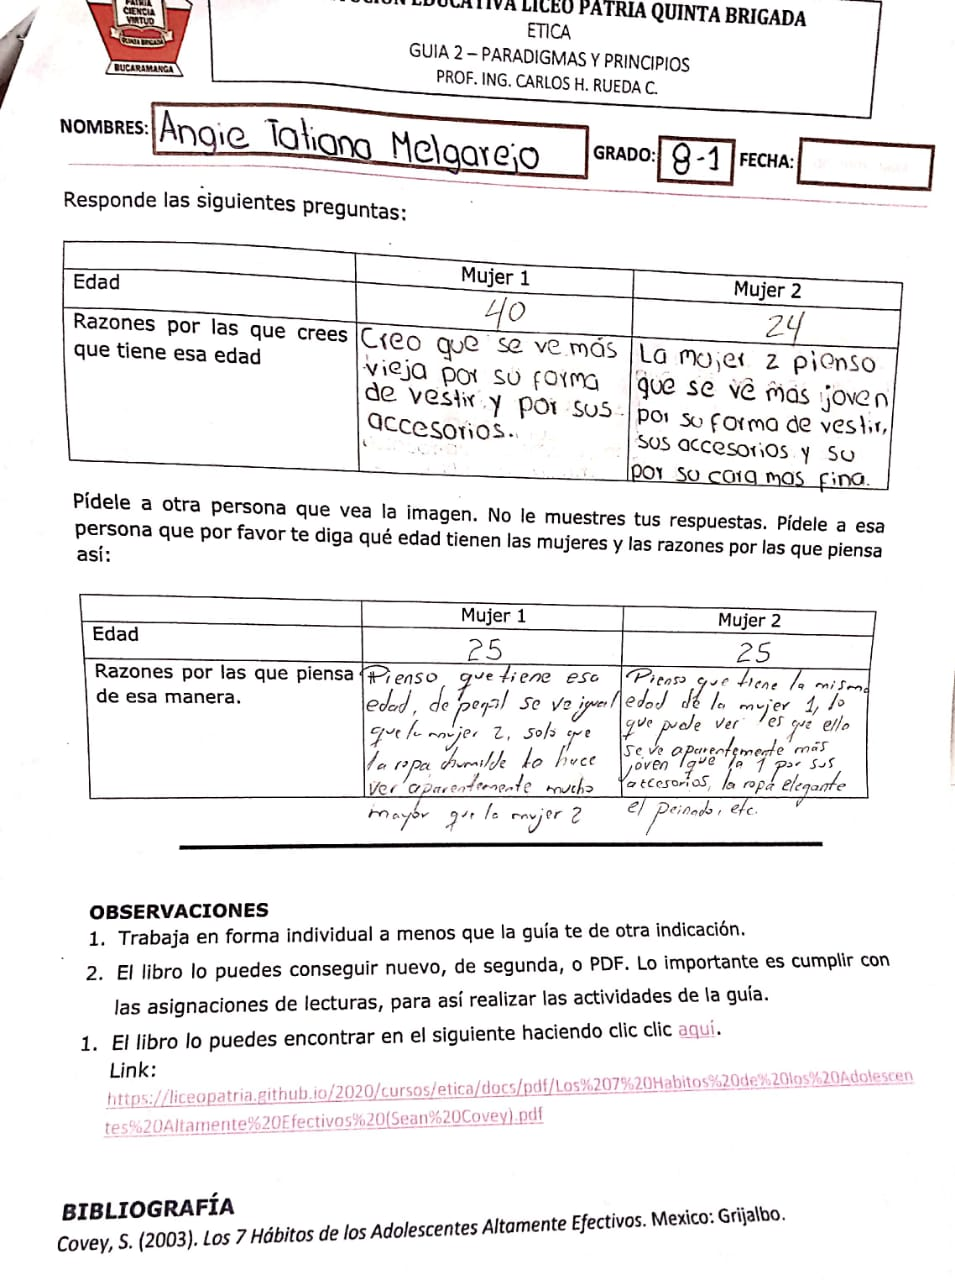 PATRIA
CIENCIA
VIRTUD
QUINTA BRIGADA
BUCARAMANGA
EDUCATIVA LICEO PATRIA QUINTA BRIGADA
ETICA
GUIA 2 – PARADIGMAS Y PRINCIPIOS
PROF. ING. CARLOS H. RUEDA C.
NOMBRES: Angie Tatiana Melgarejo GRADO: 8-1 FECHA:
Responde las siguientes preguntas:
Mujer 1 Mujer 2
Edad 40 24
Razones por las que crees
que tiene esa edad
Creo que se ve más
vieja por su forma
de vestir y por sus
accesorios.
La mujer 2 pienso
que se vé más joven
por su forma de vestir,
sus accesorios y su
por su cara mas fina.
Pídele a otra persona que vea la imagen. No le muestres tus respuestas. Pídele a esa
persona que por favor te diga qué edad tienen las mujeres y las razones por las que piensa
así:
Mujer 1 Mujer 2
Edad 25 25
Razones por las que piensa
de esa manera.
Pienso que tiene esa
edad, de perfil se ve igual
que la mujer 2, solo que
la ropa humilde la hace
ver aparentemente mucho
mayor que la mujer 2
Pienso que tiene la misma
edad de la mujer 1, lo
que pude ver es que ella
se ve aparentemente más
joven que la 1 por sus
accesorios, la ropa elegante
el peinado, etc.
OBSERVACIONES
1. Trabaja en forma individual a menos que la guía te de otra indicación.
2. El libro lo puedes conseguir nuevo, de segunda, o PDF. Lo importante es cumplir con
las asignaciones de lecturas, para así realizar las actividades de la guía.
1. El libro lo puedes encontrar en el siguiente haciendo clic clic aquí.
Link:
https://liceopatria.github.io/2020/cursos/etica/docs/pdf/Los%207%20Habitos%20de%20los%20Adolescen
tes%20Altamente%20Efectivos%20(Sean%20Covey).pdf
BIBLIOGRAFÍA
Covey, S. (2003). Los 7 Hábitos de los Adolescentes Altamente Efectivos. Mexico: Grijalbo.